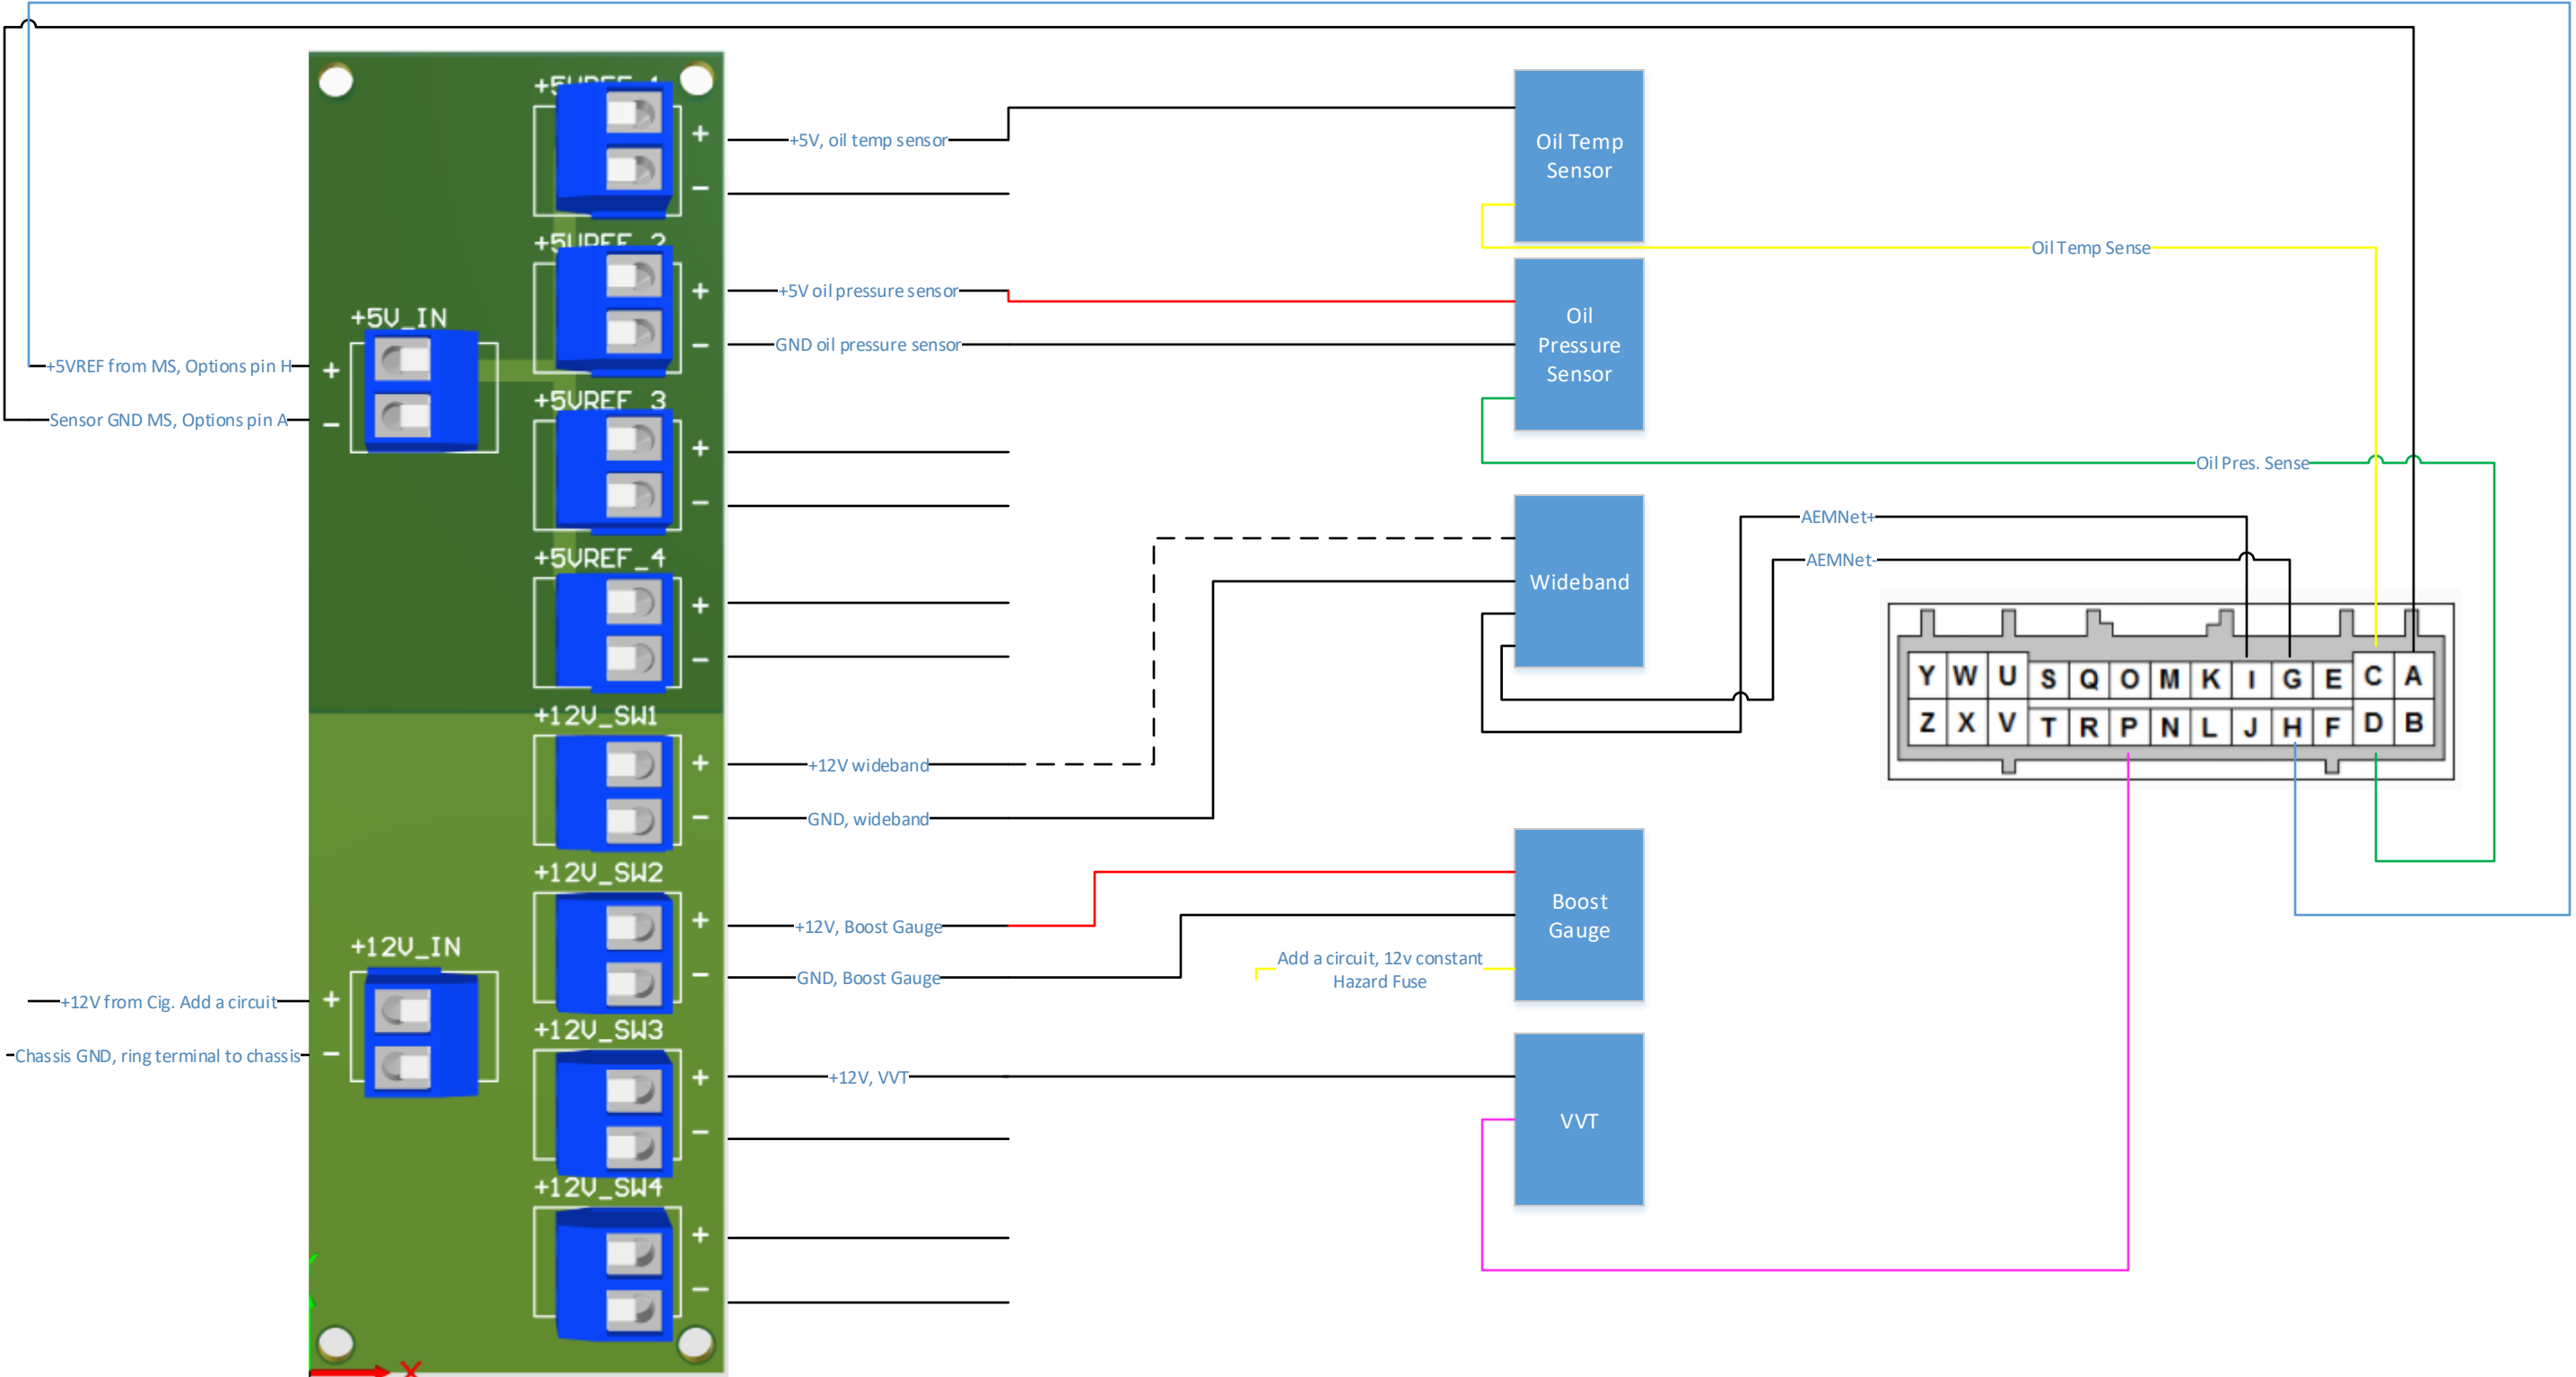 +5VREF_2
+5V_IN
+5VREF_3
+5VREF_4
+12V_SW1
+12V_SW2
+12V_IN
+12V_SW3
+12V_SW4
+
−
+
−
+
−
+
−
+
−
+
−
+
−
+
−
+
−
+
−
X
+5VREF from MS, Options pin H
Sensor GND MS, Options pin A
+12V from Cig. Add a circuit
Chassis GND, ring terminal to chassis
+5V, oil temp sensor
+5V oil pressure sensor
GND oil pressure sensor
+12V wideband
GND, wideband
+12V, Boost Gauge
GND, Boost Gauge
+12V, VVT
Oil Temp
Sensor
Oil
Pressure
Sensor
Wideband
Boost
Gauge
Add a circuit, 12v constant
Hazard Fuse
VVT
Oil Temp Sense
Oil Pres. Sense
AEMNet+
AEMNet-
Y W U S Q O M K I G E C A
Z X V T R P N L J H F D B